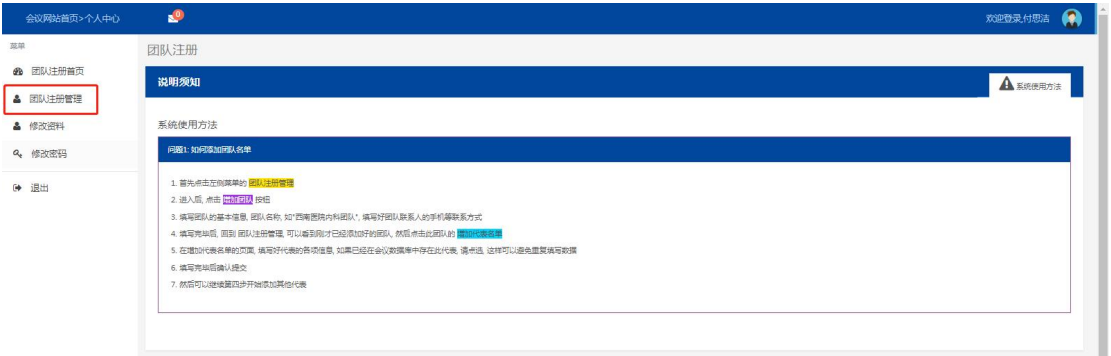 会议网站首页>个人中心
0
欢迎登录,付思洁
菜单
团队注册首页
团队注册管理
修改资料
修改密码
退出
团队注册
说明须知
系统使用方法
系统使用方法
问题1: 如何添加团队名单
1. 首先点击左侧菜单的 团队注册管理
2. 进入后, 点击 增加团队 按钮
3. 填写团队的基本信息, 团队名称, 如"西南医院内科团队", 填写好团队联系人的手机等联系方式
4. 填写完毕后, 回到 团队注册管理, 可以看到刚才已经添加好的团队, 然后点击此团队的 增加代表名单
5. 在增加代表名单的页面, 填写好代表的各项信息, 如果已经在会议数据库中存在此代表, 请点选, 这样可以避免重复填写数据
6. 填写完毕后确认提交
7. 然后可以继续第四步开始添加其他代表